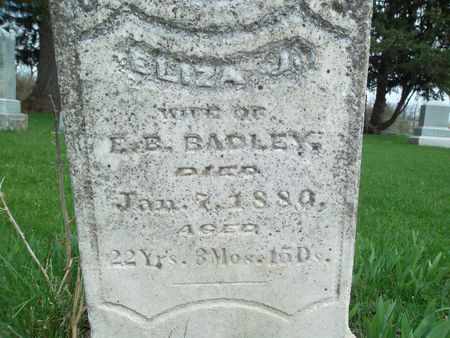 ELIZA J.
WIFE OF
E. B. BADLEY.
DIED
Jan. 7, 1880.
AGED
22 Yrs. 8 Mos. 15 Ds.